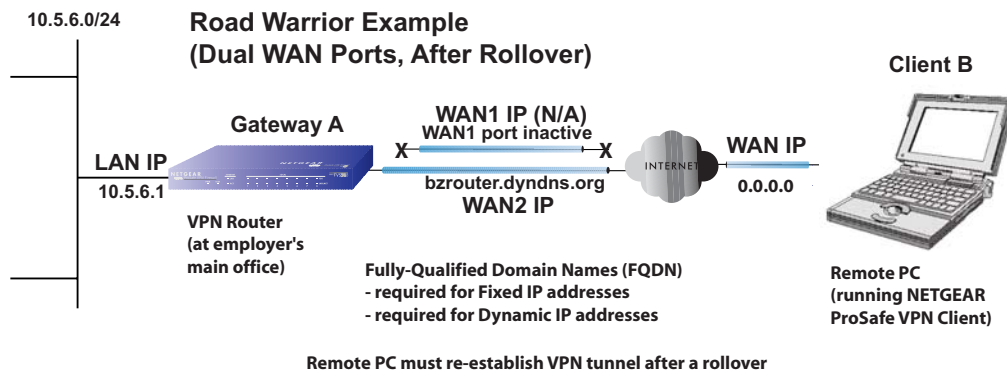 10.5.6.0/24
Road Warrior Example
(Dual WAN Ports, After Rollover)
Client B
Gateway A
WAN1 IP (N/A)
WAN1 port inactive
X
X
LAN IP
10.5.6.1
NETGEAR
INTERNET
WAN IP
0.0.0.0
bzrouter.dyndns.org
WAN2 IP
VPN Router
(at employer's
main office)
Fully-Qualified Domain Names (FQDN)
- required for Fixed IP addresses
- required for Dynamic IP addresses
Remote PC
(running NETGEAR
ProSafe VPN Client)
Remote PC must re-establish VPN tunnel after a rollover